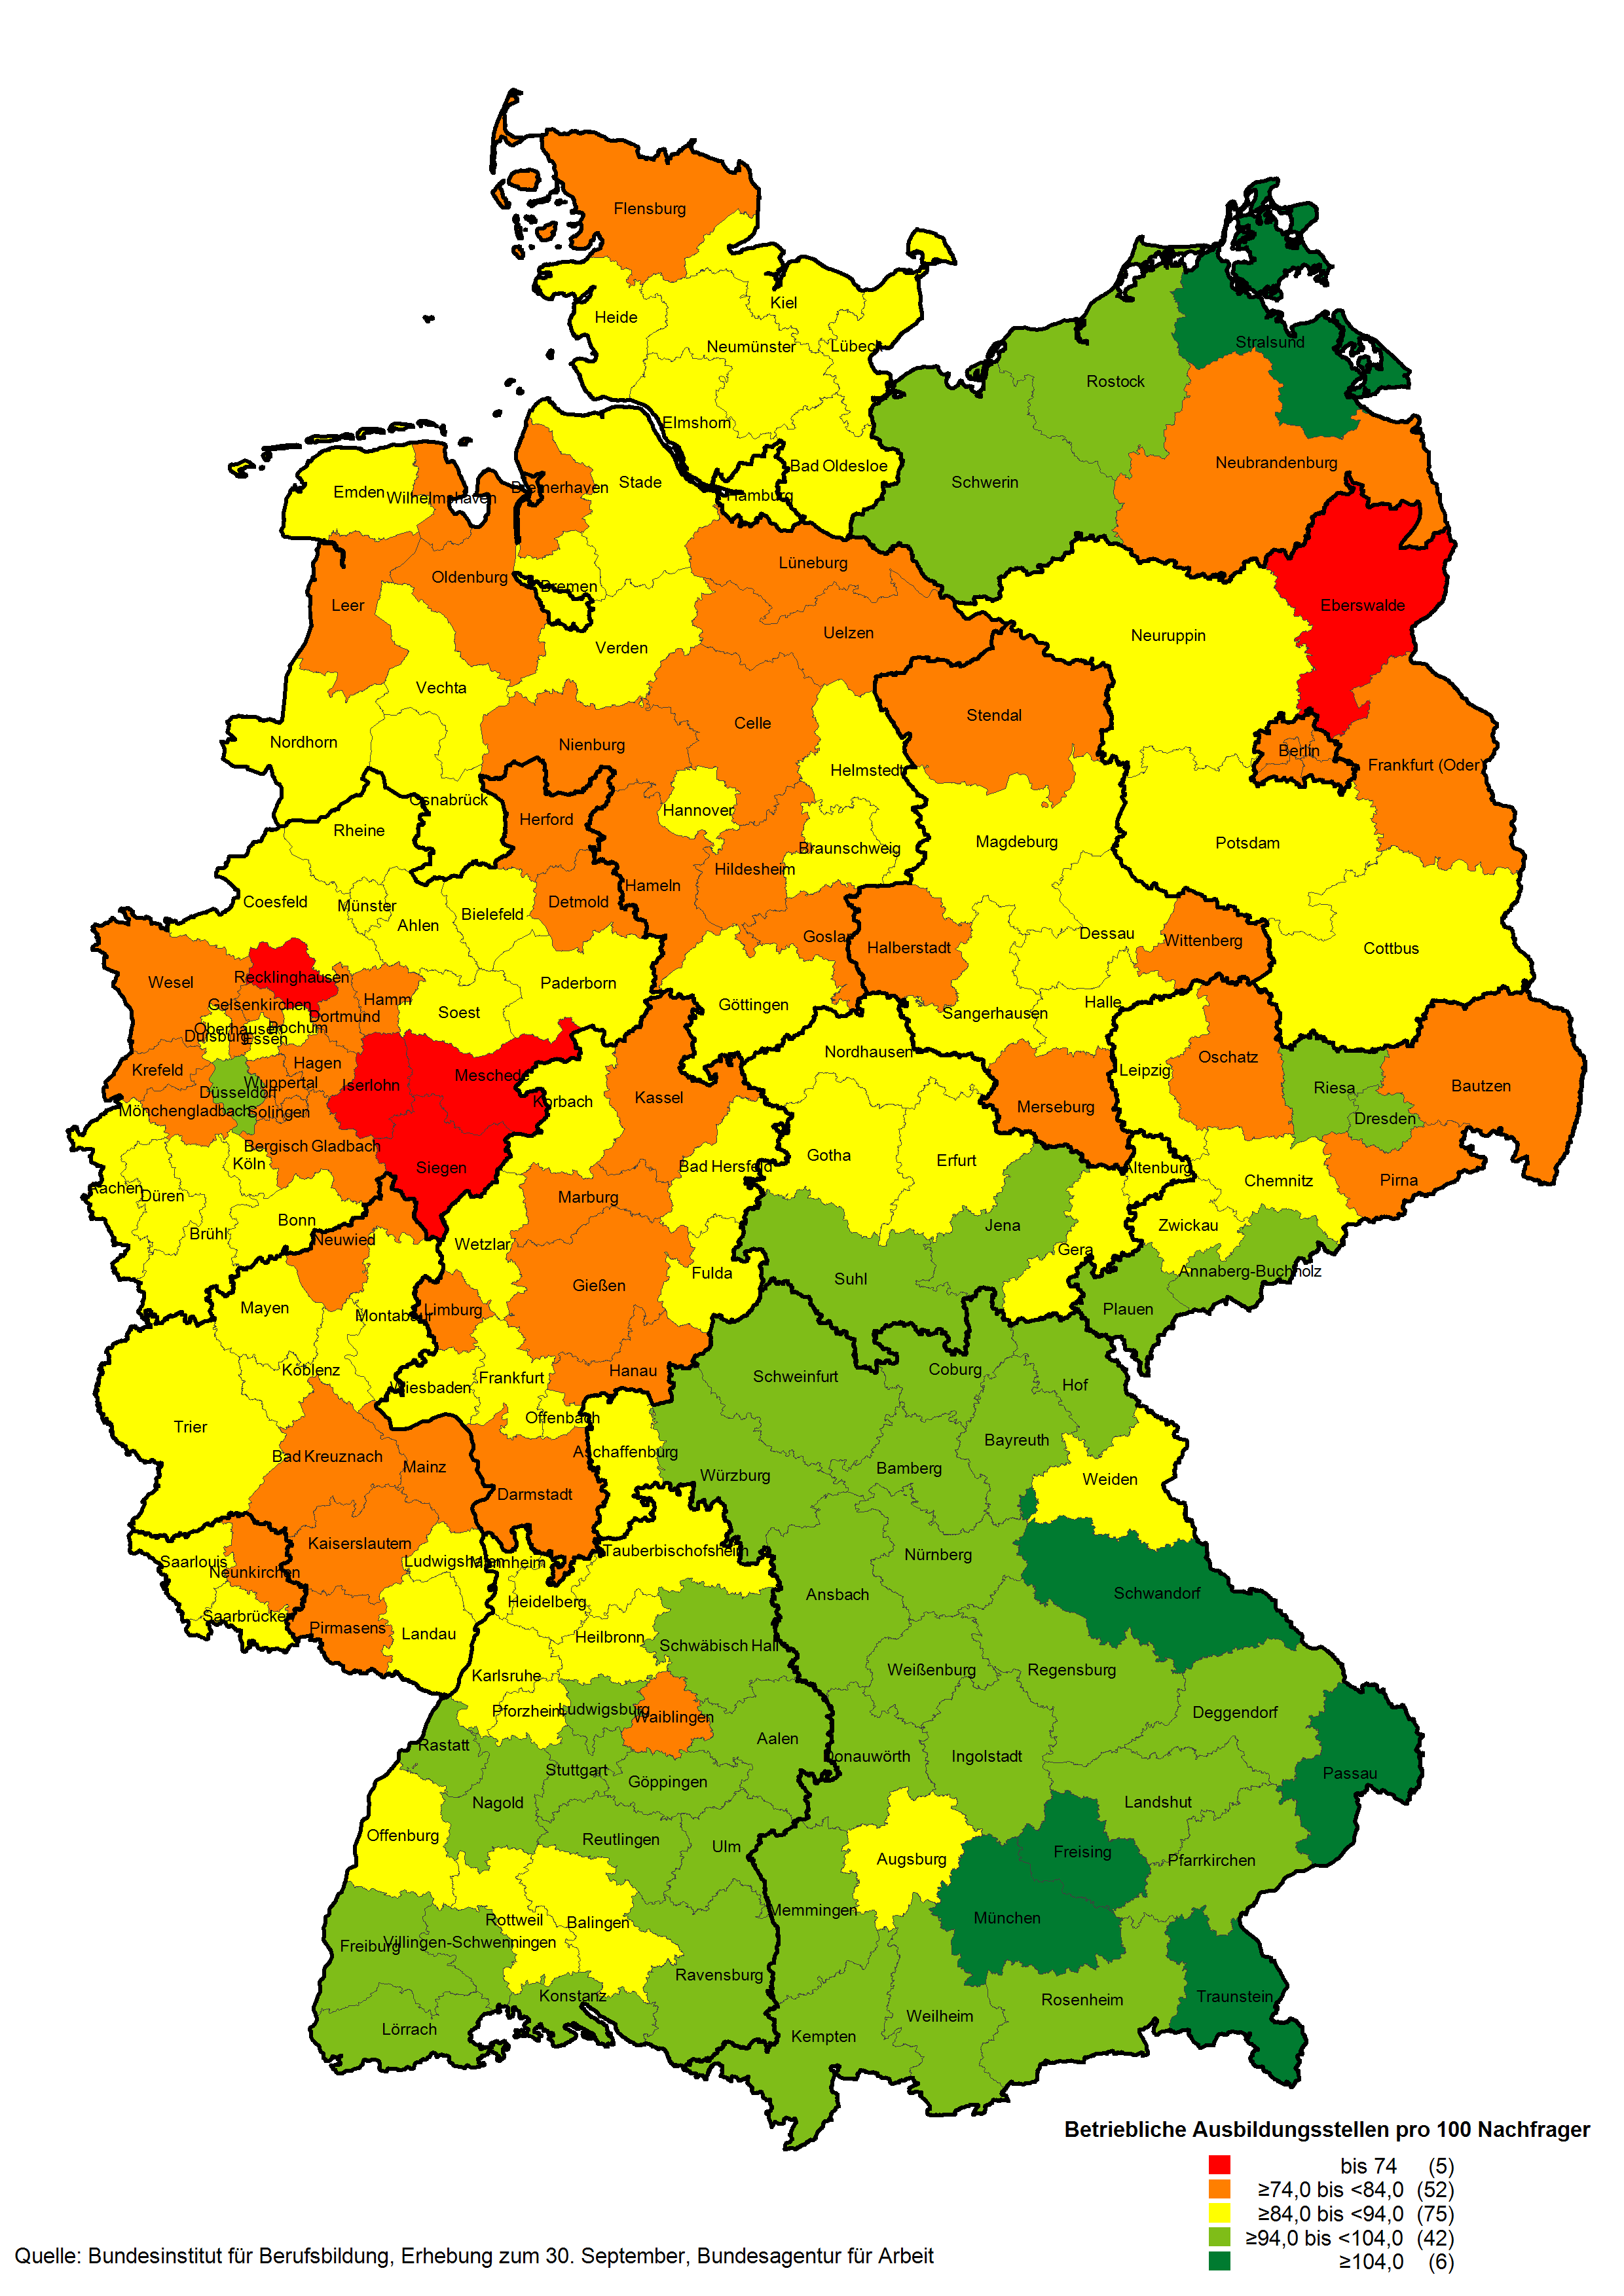 Flensburg
Kiel
Heide
Neumünster
Lübeck
Stralsund
Rostock
Elmshorn
Bad Oldesloe
Neubrandenburg
Schwerin
Stade
Hamburg
Emden
Wilhelmshaven
Bremerhaven
Lüneburg
Oldenburg
Bremen
Leer
Eberswalde
Uelzen
Neuruppin
Verden
Vechta
Stendal
Celle
Nordhorn
Nienburg
Berlin
Frankfurt (Oder)
Helmstedt
Osnabrück
Hannover
Herford
Rheine
Magdeburg
Potsdam
Braunschweig
Hildesheim
Hameln
Coesfeld
Münster
Detmold
Bielefeld
Ahlen
Goslar
Halberstadt
Dessau
Wittenberg
Cottbus
Recklinghausen
Wesel
Paderborn
Hamm
Gelsenkirchen
Göttingen
Halle
Soest
Sangerhausen
Dortmund
Oberhausen
Bochum
Duisburg
Essen
Nordhausen
Oschatz
Hagen
Krefeld
Leipzig
Meschede
Wuppertal
Iserlohn
Riesa
Bautzen
Düsseldorf
Kassel
Korbach
Merseburg
Mönchengladbach
Solingen
Dresden
Bergisch Gladbach
Gotha
Erfurt
Köln
Siegen
Bad Hersfeld
Altenburg
Chemnitz
Pirna
Aachen
Düren
Marburg
Bonn
Jena
Zwickau
Brühl
Neuwied
Wetzlar
Gera
Fulda
Suhl
Annaberg-Buchholz
Gießen
Mayen
Limburg
Plauen
Montabaur
Koblenz
Hanau
Coburg
Frankfurt
Schweinfurt
Wiesbaden
Hof
Offenbach
Trier
Bayreuth
Aschaffenburg
Bad Kreuznach
Mainz
Bamberg
Würzburg
Weiden
Darmstadt
Kaiserslautern
Tauberbischofsheim
Nürnberg
Saarlouis
Ludwigshafen
Mannheim
Neunkirchen
Schwandorf
Ansbach
Heidelberg
Saarbrücken
Pirmasens
Landau
Heilbronn
Schwäbisch Hall
Weißenburg
Regensburg
Karlsruhe
Pforzheim
Ludwigsburg
Waiblingen
Deggendorf
Aalen
Rastatt
Donauwörth
Ingolstadt
Stuttgart
Göppingen
Passau
Nagold
Landshut
Offenburg
Reutlingen
Ulm
Freising
Augsburg
Pfarrkirchen
Memmingen
München
Rottweil
Balingen
Freiburg
Villingen-Schwenningen
Ravensburg
Konstanz
Traunstein
Rosenheim
Weilheim
Lörrach
Kempten
Betriebliche Ausbildungsstellen pro 100 Nachfrager
bis 74 (5)
≥74,0 bis <84,0 (52)
≥84,0 bis <94,0 (75)
≥94,0 bis <104,0 (42)
≥104,0 (6)
Quelle: Bundesinstitut für Berufsbildung, Erhebung zum 30. September, Bundesagentur für Arbeit